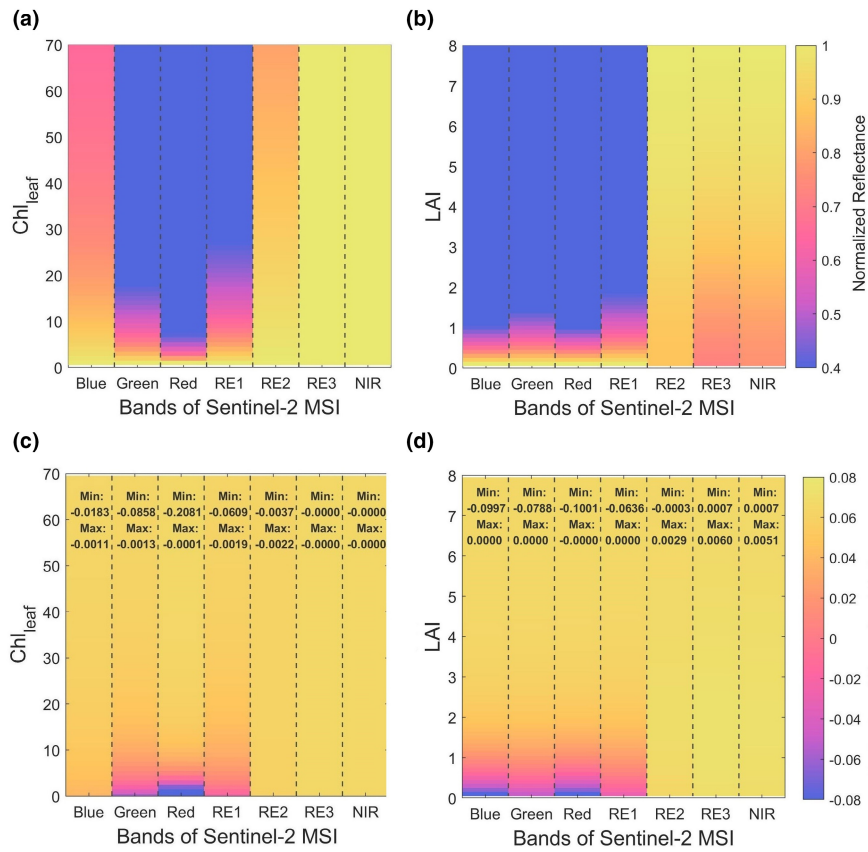 (a)
70
60
50
40
30
20
10
0
Chl_leaf
Blue Green Red RE1 RE2 RE3 NIR
Bands of Sentinel-2 MSI
(b)
8
7
6
5
4
3
2
1
0
LAI
Blue Green Red RE1 RE2 RE3 NIR
Bands of Sentinel-2 MSI
1
0.9
0.8
0.7
0.6
0.5
0.4
Normalized Reflectance
(c)
70
60
50
40
30
20
10
0
Chl_leaf
Min: Min: Min: Min: Min: Min: Min:
-0.0183 -0.0858 -0.2081 -0.0609 -0.0037 -0.0000 -0.0000
Max: Max: Max: Max: Max: Max: Max:
-0.0011 -0.0013 -0.0001 -0.0019 -0.0022 -0.0000 -0.0000
Blue Green Red RE1 RE2 RE3 NIR
Bands of Sentinel-2 MSI
(d)
8
7
6
5
4
3
2
1
0
LAI
Min: Min: Min: Min: Min: Min: Min:
-0.0997 -0.0788 -0.1001 -0.0636 -0.0003 0.0007 0.0007
Max: Max: Max: Max: Max: Max: Max:
0.0000 0.0000 -0.0000 0.0000 0.0029 0.0060 0.0051
Blue Green Red RE1 RE2 RE3 NIR
Bands of Sentinel-2 MSI
0.08
0.06
0.04
0.02
0
-0.02
-0.04
-0.06
-0.08